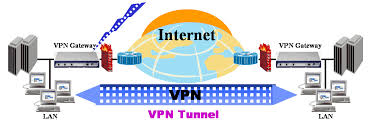 Internet
VPN Gateway
VPN Gateway
LAN
VPN
LAN
VPN Tunnel